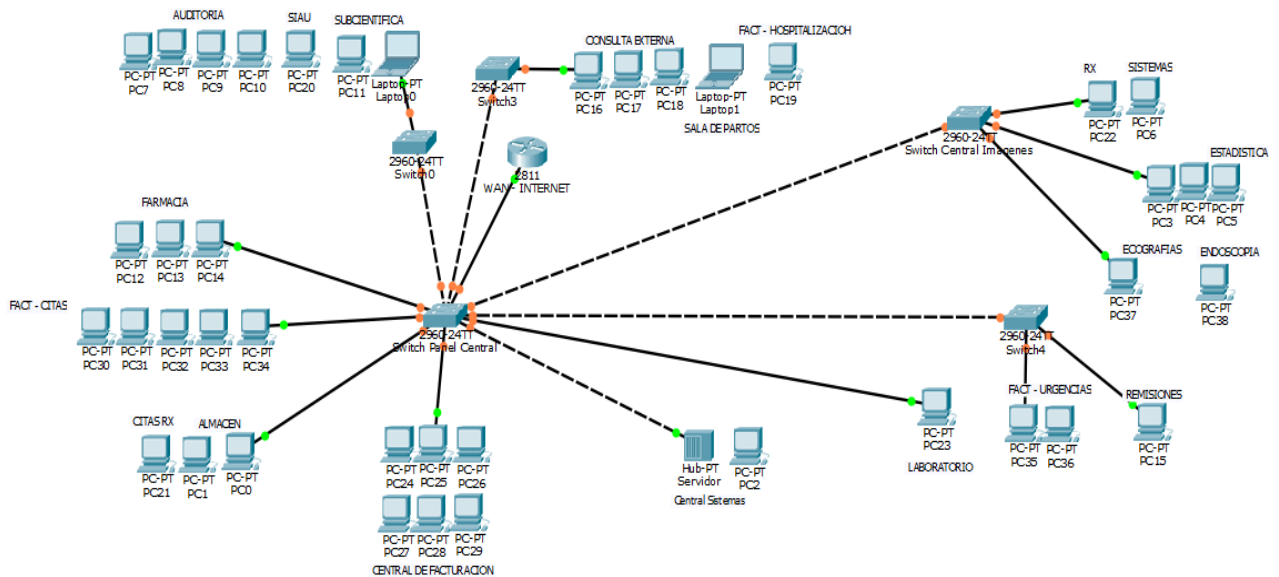 AUDITORIA
SIAU
SUBCIENTIFICA
PC-PT
PC7
PC-PT
PC8
PC-PT
PC9
PC-PT
PC10
PC-PT
PC20
PC-PT
PC11
Laptop-PT
Laptop0
2960-24TT
Switch0
2960-24TT
Switch3
CONSULTA EXTERNA
FACT - HOSPITALIZACION
PC-PT
PC16
PC-PT
PC17
PC-PT
PC18
Laptop-PT
Laptop1
PC-PT
PC19
SALA DE PARTOS
2811
WAN - INTERNET
RX
SISTEMAS
2960-24TT
Switch Central Imagenes
PC-PT
PC22
PC-PT
PC6
ESTADISTICA
PC-PT
PC3
PC-PT
PC4
PC-PT
PC5
ECOGRAFIAS
ENDOSCOPIA
PC-PT
PC37
PC-PT
PC38
FARMACIA
PC-PT
PC12
PC-PT
PC13
PC-PT
PC14
FACT - CITAS
PC-PT
PC30
PC-PT
PC31
PC-PT
PC32
PC-PT
PC33
PC-PT
PC34
2960-24TT
Switch Panel Central
2960-24TT
Switch4
CITAS RX
ALMACEN
PC-PT
PC21
PC-PT
PC1
PC-PT
PC0
PC-PT
PC24
PC-PT
PC25
PC-PT
PC26
PC-PT
PC27
PC-PT
PC28
PC-PT
PC29
CENTRAL DE FACTURACION
Hub-PT
Servidor
PC-PT
PC2
Central Sistemas
PC-PT
PC23
LABORATORIO
FACT - URGENCIAS
REMISIONES
PC-PT
PC35
PC-PT
PC36
PC-PT
PC15